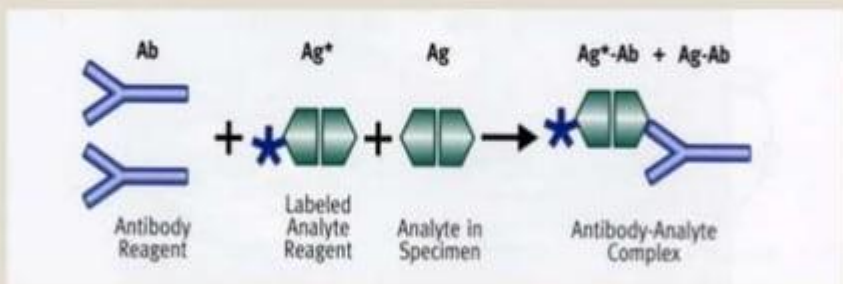 Ab
Ag*
Ag
Ag*-Ab + Ag-Ab
+
*
+
*
Antibody
Reagent
Labeled
Analyte
Reagent
Analyte in
Specimen
Antibody-Analyte
Complex